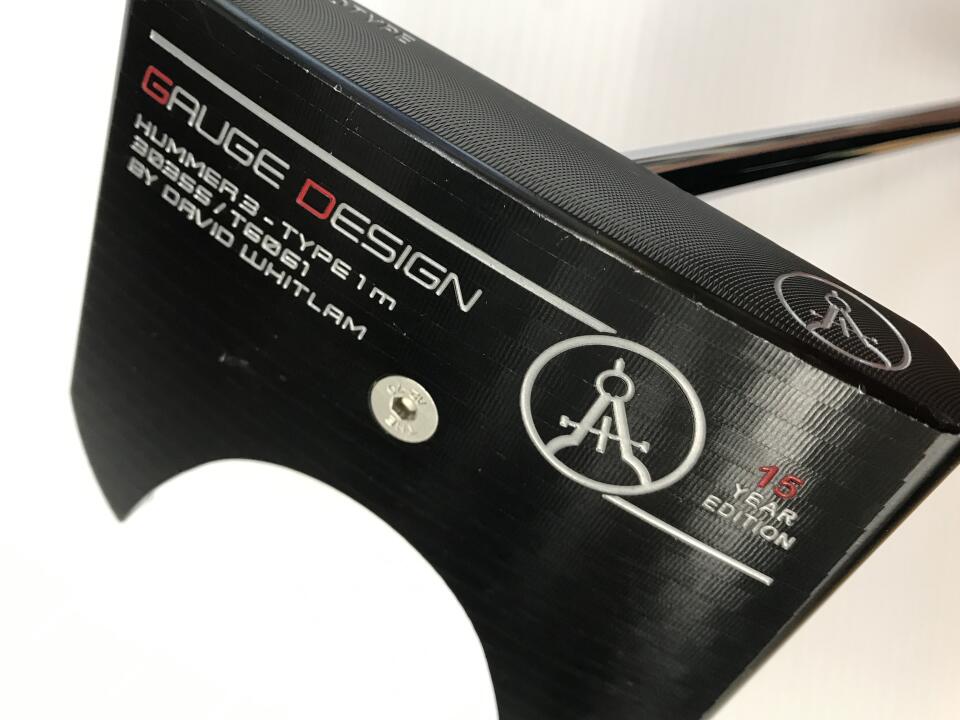 GAUGE DESIGN
HUMMER3-TYPE1m
303SS/T6061
BY DAVID WHITLAM
15
YEAR
EDITION